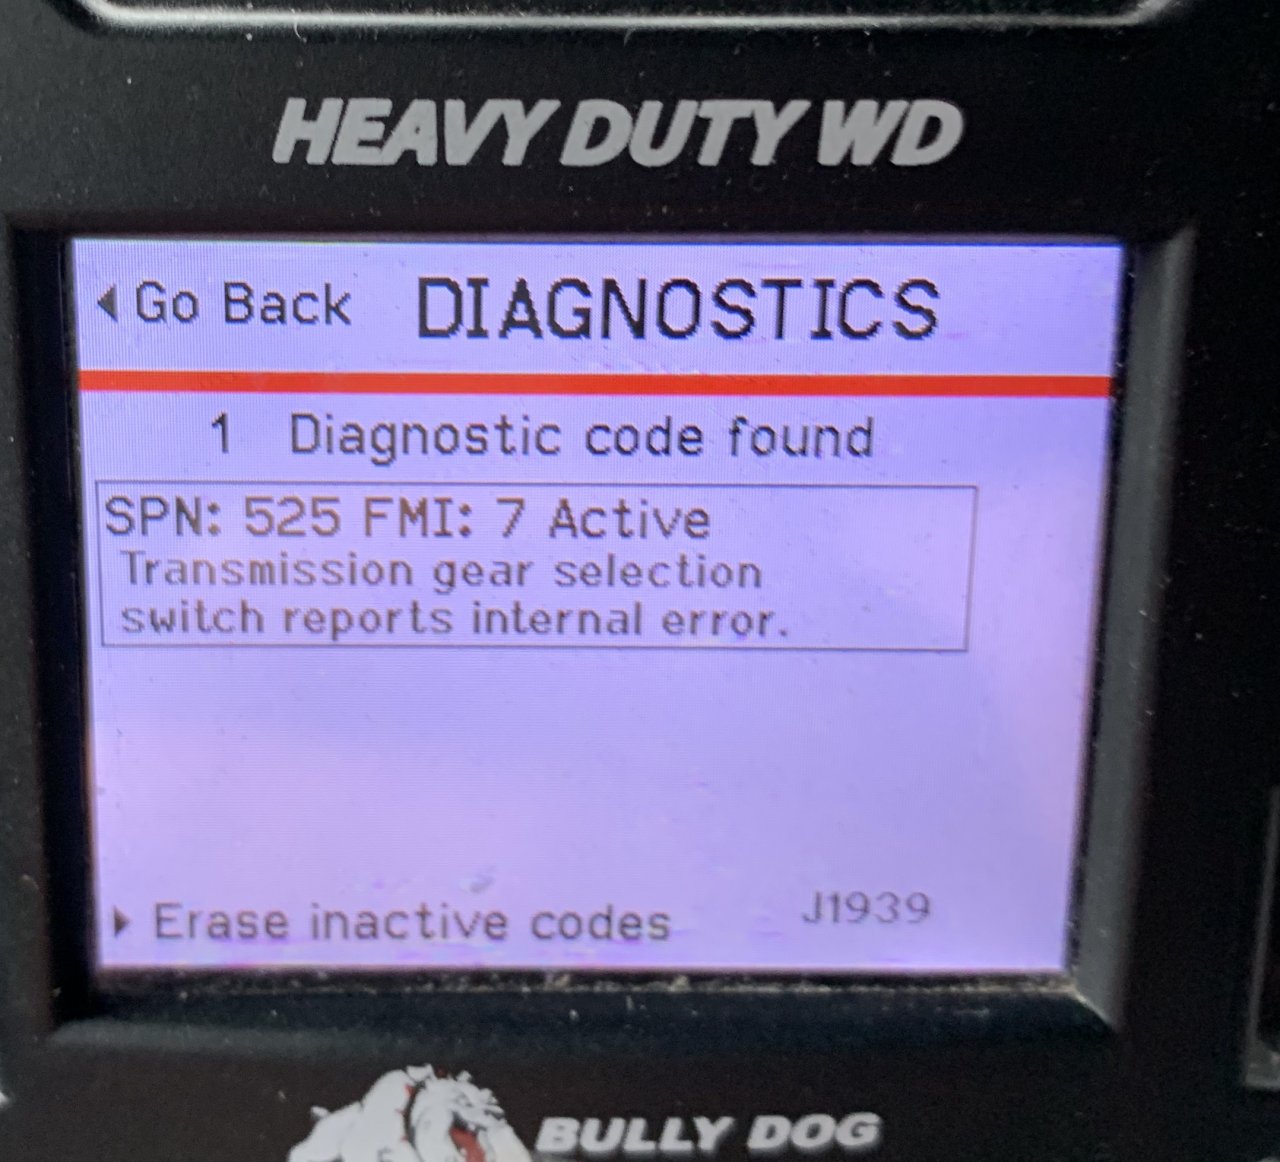 HEAVY DUTY WD
Go Back DIAGNOSTICS
1 Diagnostic code found
SPN: 525 FMI: 7 Active
Transmission gear selection
switch reports internal error.
Erase inactive codes J1939
BULLY DOG